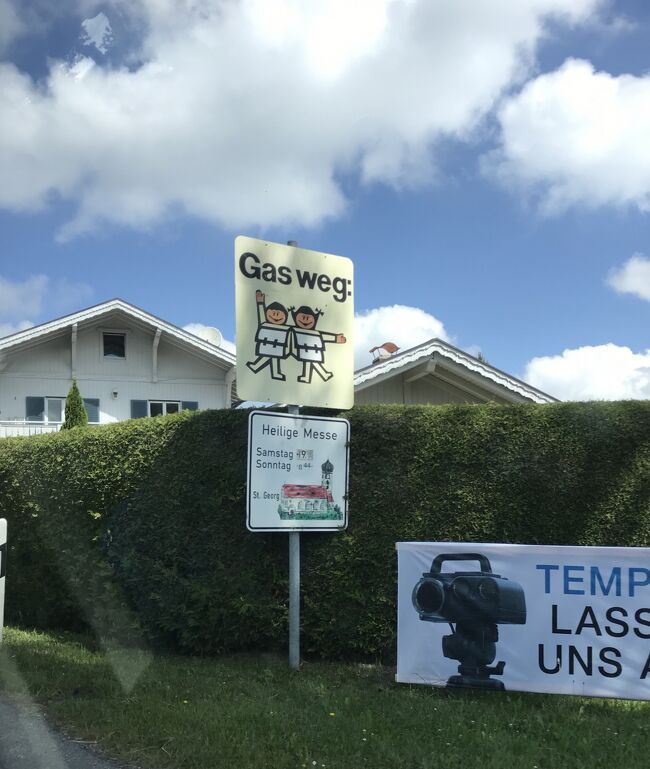 Gas weg:
Heilige Messe
Samstag
Sonntag
St. Georg
TEMP
LASS
UNS A